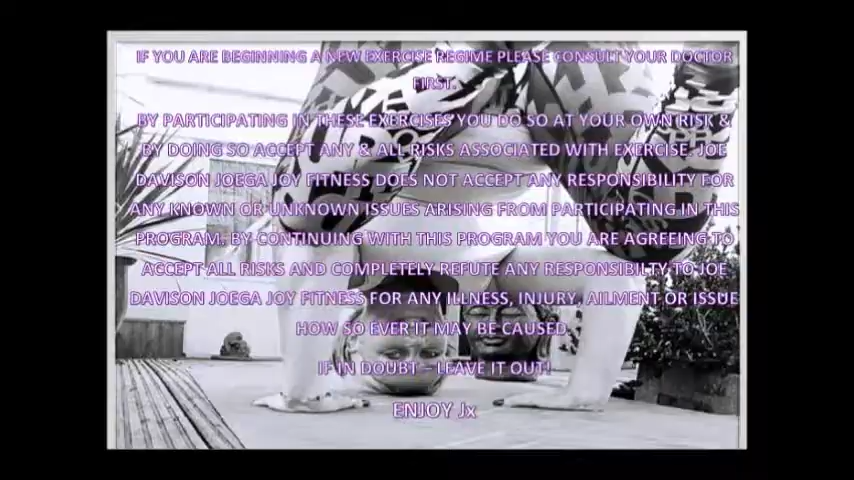 IF YOU ARE BEGINNING A NEW EXERCISE REGIME PLEASE CONSULT YOUR DOCTOR
FIRST.
BY PARTICIPATING IN THESE EXERCISES YOU DO SO AT YOUR OWN RISK &
BY DOING SO ACCEPT ANY & ALL RISKS ASSOCIATED WITH EXERCISE. JOE
DAVISON JOEGA JOY FITNESS DOES NOT ACCEPT ANY RESPONSIBILITY FOR
ANY KNOWN OR UNKNOWN ISSUES ARISING FROM PARTICIPATING IN THIS
PROGRAM. BY CONTINUING WITH THIS PROGRAM YOU ARE AGREEING TO
ACCEPT ALL RISKS AND COMPLETELY REFUTE ANY RESPONSIBILTY TO JOE
DAVISON JOEGA JOY FITNESS FOR ANY ILLNESS, INJURY, AILMENT OR ISSUE
HOW SO EVER IT MAY BE CAUSED.
IF IN DOUBT – LEAVE IT OUT!
ENJOY Jx